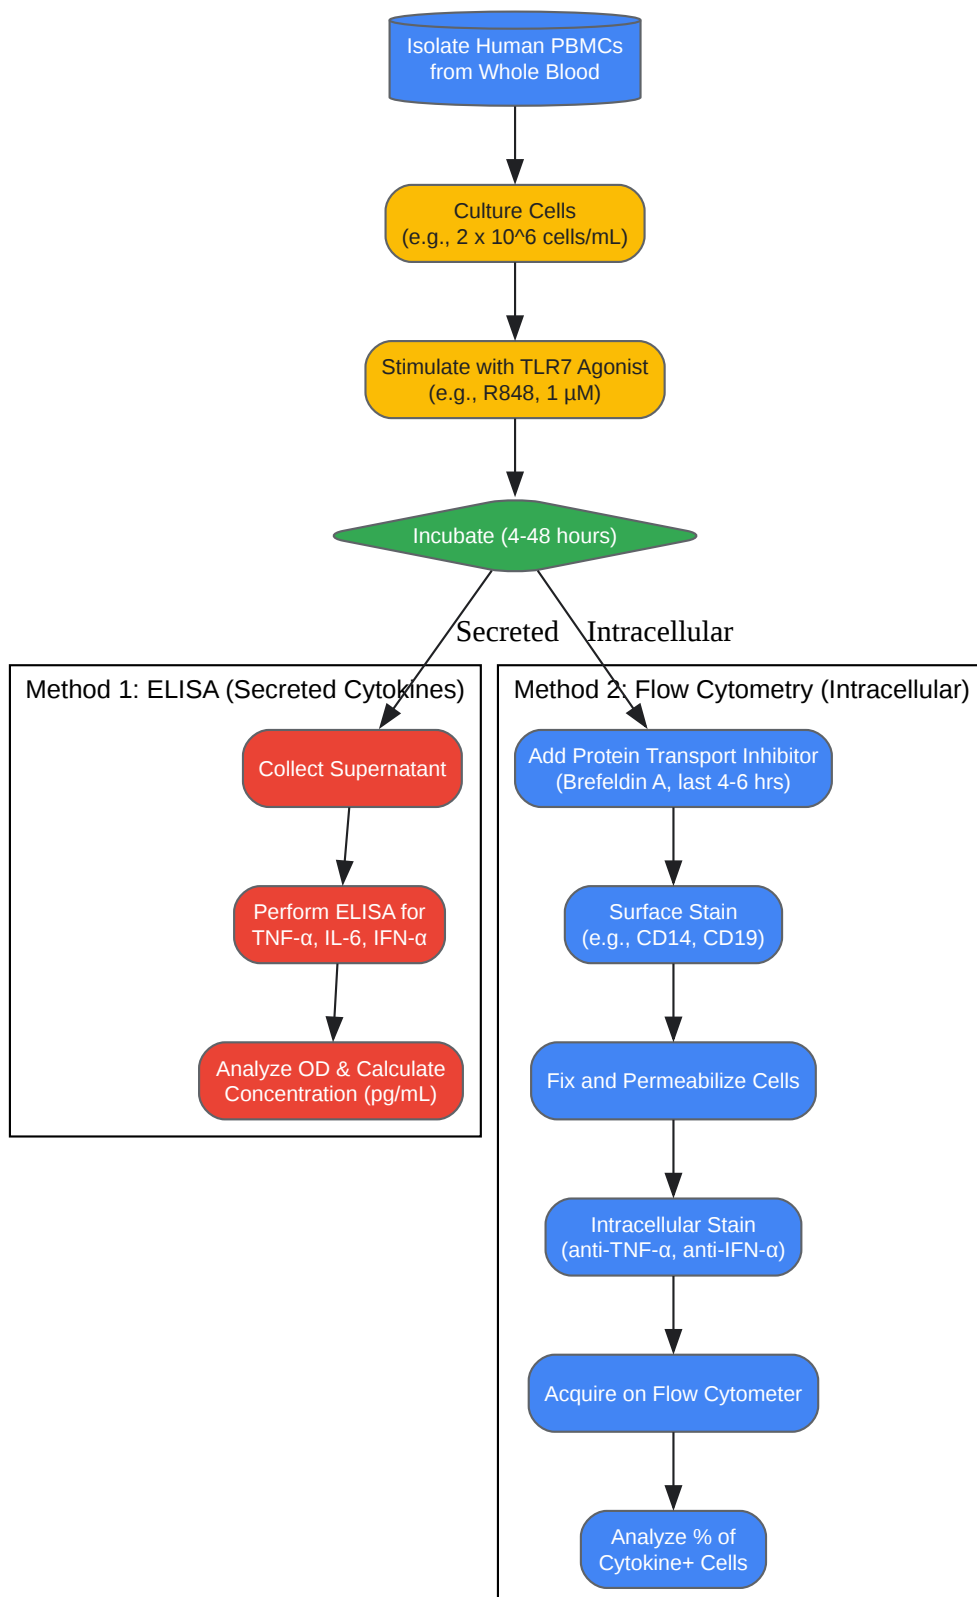 Isolate Human PBMCs
from Whole Blood
Culture Cells
(e.g., 2 x 10^6 cells/mL)
Stimulate with TLR7 Agonist
(e.g., R848, 1 µM)
Incubate (4-48 hours)
Secreted
Intracellular
Method 1: ELISA (Secreted Cytokines)
Collect Supernatant
Perform ELISA for
TNF-α, IL-6, IFN-α
Analyze OD & Calculate
Concentration (pg/mL)
Method 2: Flow Cytometry (Intracellular)
Add Protein Transport Inhibitor
(Brefeldin A, last 4-6 hrs)
Surface Stain
(e.g., CD14, CD19)
Fix and Permeabilize Cells
Intracellular Stain
(anti-TNF-α, anti-IFN-α)
Acquire on Flow Cytometer
Analyze % of
Cytokine+ Cells